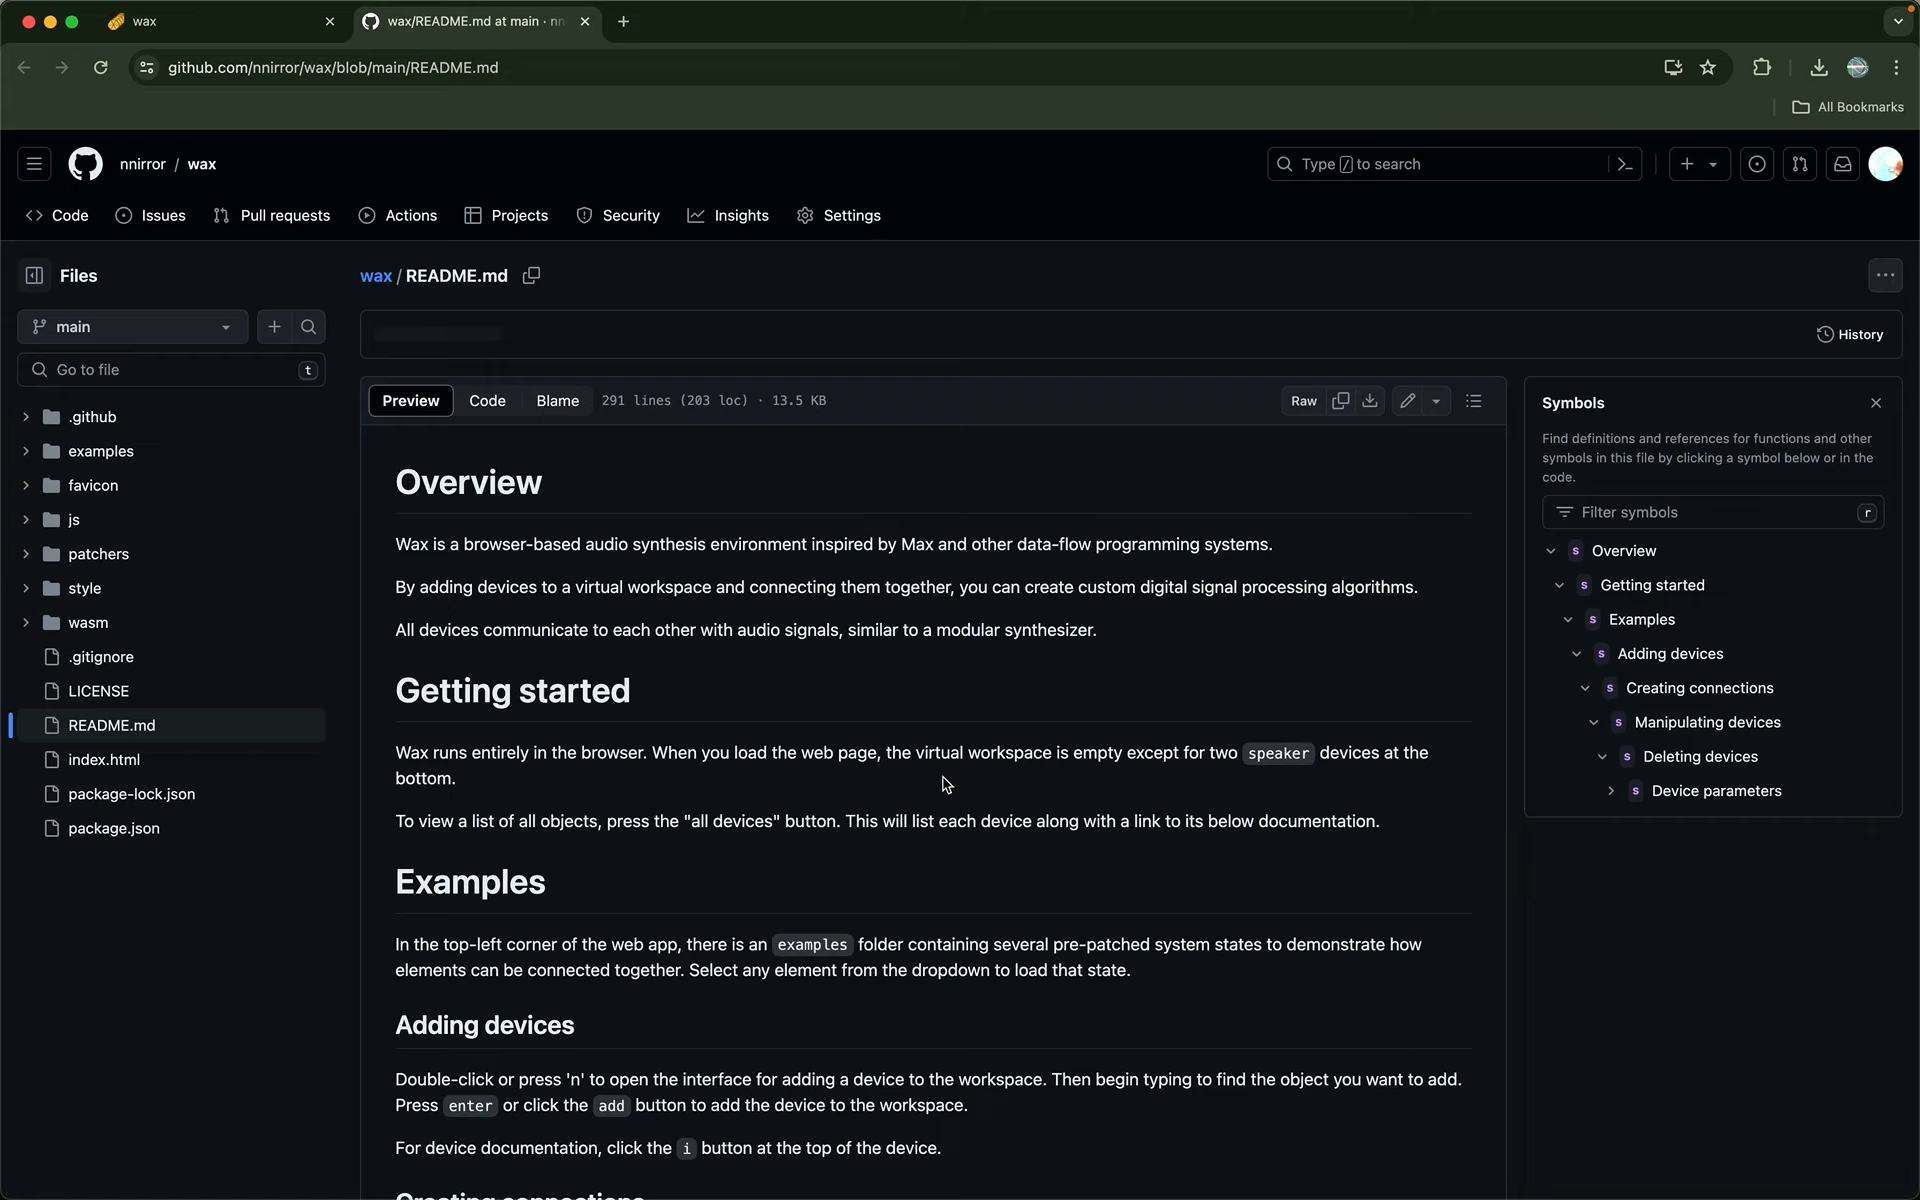 wax
wax/README.md at main · nn
github.com/nnirror/wax/blob/main/README.md
All Bookmarks
nnirror / wax
Type / to search
Code
Issues
Pull requests
Actions
Projects
Security
Insights
Settings
Files
main
Go to file
t
.github
examples
favicon
js
patchers
style
wasm
.gitignore
LICENSE
README.md
index.html
package-lock.json
package.json
wax / README.md
History
Preview
Code
Blame
291 lines (203 loc) · 13.5 KB
Raw
Overview
Wax is a browser-based audio synthesis environment inspired by Max and other data-flow programming systems.
By adding devices to a virtual workspace and connecting them together, you can create custom digital signal processing algorithms.
All devices communicate to each other with audio signals, similar to a modular synthesizer.
Getting started
Wax runs entirely in the browser. When you load the web page, the virtual workspace is empty except for two speaker devices at the
bottom.
To view a list of all objects, press the "all devices" button. This will list each device along with a link to its below documentation.
Examples
In the top-left corner of the web app, there is an examples folder containing several pre-patched system states to demonstrate how
elements can be connected together. Select any element from the dropdown to load that state.
Adding devices
Double-click or press 'n' to open the interface for adding a device to the workspace. Then begin typing to find the object you want to add.
Press enter or click the add button to add the device to the workspace.
For device documentation, click the i button at the top of the device.
Creating connections
Symbols
Find definitions and references for functions and other
symbols in this file by clicking a symbol below or in the
code.
Filter symbols
r
s Overview
s Getting started
s Examples
s Adding devices
s Creating connections
s Manipulating devices
s Deleting devices
s Device parameters